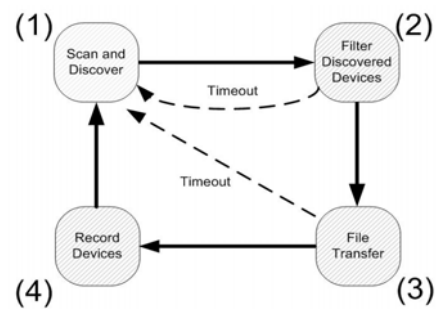 (1)
Scan and
Discover
(2)
Filter
Discovered
Devices
Timeout
Timeout
Record
Devices
(4)
File
Transfer
(3)